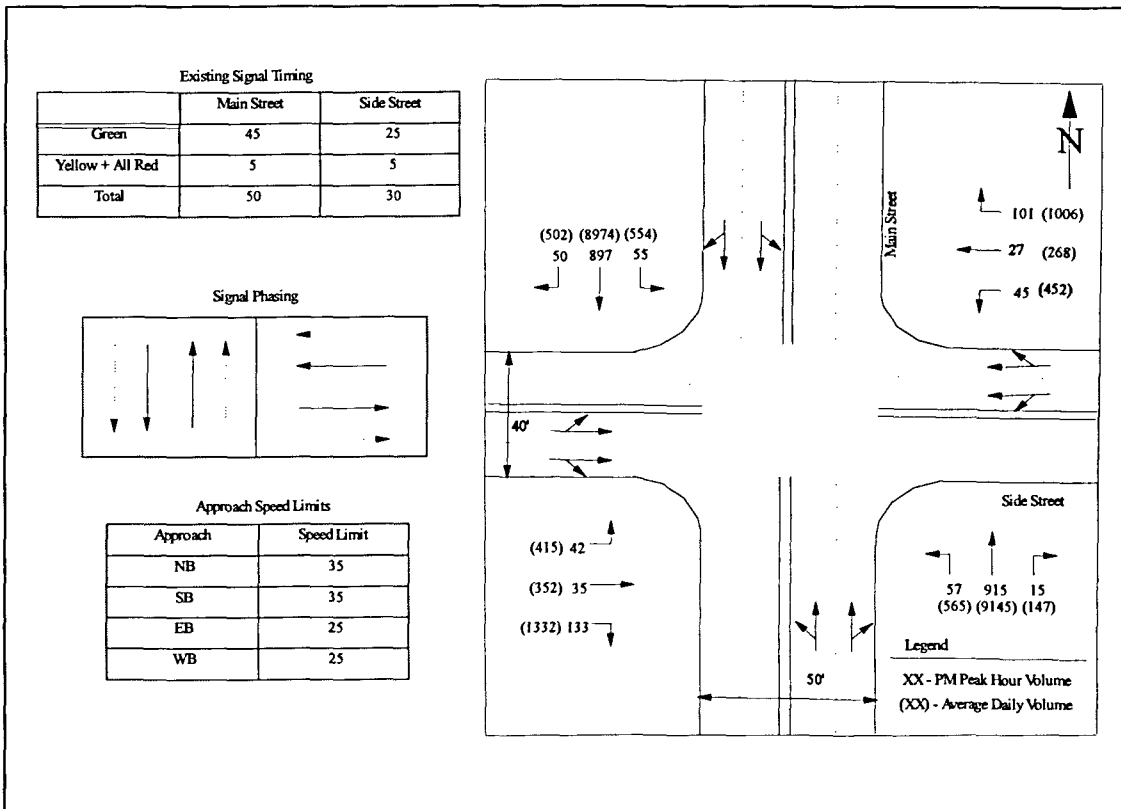 Existing Signal Timing
Main Street Side Street
Green 45 25
Yellow + All Red 5 5
Total 50 30
Signal Phasing
Approach Speed Limits
Approach Speed Limit
NB 35
SB 35
EB 25
WB 25
N
Main Street
101 (1006)
27 (268)
45 (452)
(502) (8974) (554)
50 897 55
40'
Side Street
(415) 42
(352) 35
(1332) 133
57 915 15
(565) (9145) (147)
50'
Legend
XX - PM Peak Hour Volume
(XX) - Average Daily Volume